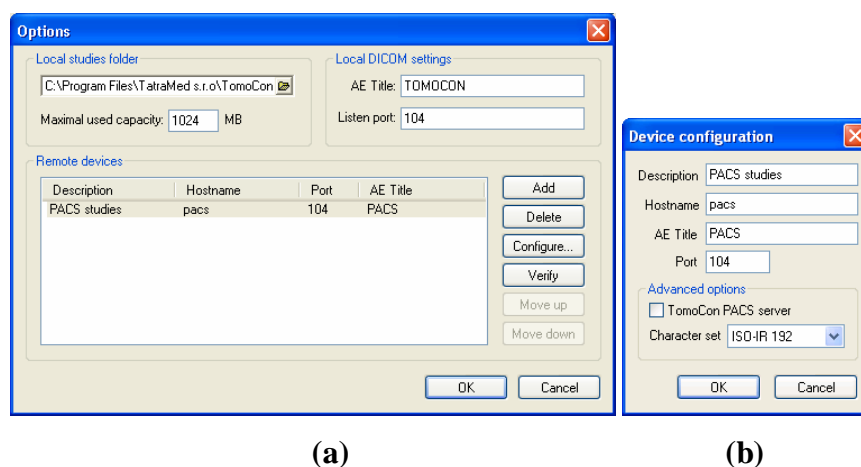 Options
Local studies folder
C:\Program Files\TatraMed s.r.o\TomoCon
Maximal used capacity: 1024 MB
Local DICOM settings
AE Title: TOMOCON
Listen port: 104
Remote devices
Description Hostname Port AE Title
PACS studies pacs 104 PACS
Add
Delete
Configure...
Verify
Move up
Move down
OK Cancel
Device configuration
Description PACS studies
Hostname pacs
AE Title PACS
Port 104
Advanced options
TomoCon PACS server
Character set ISO-IR 192
OK Cancel
(a) (b)